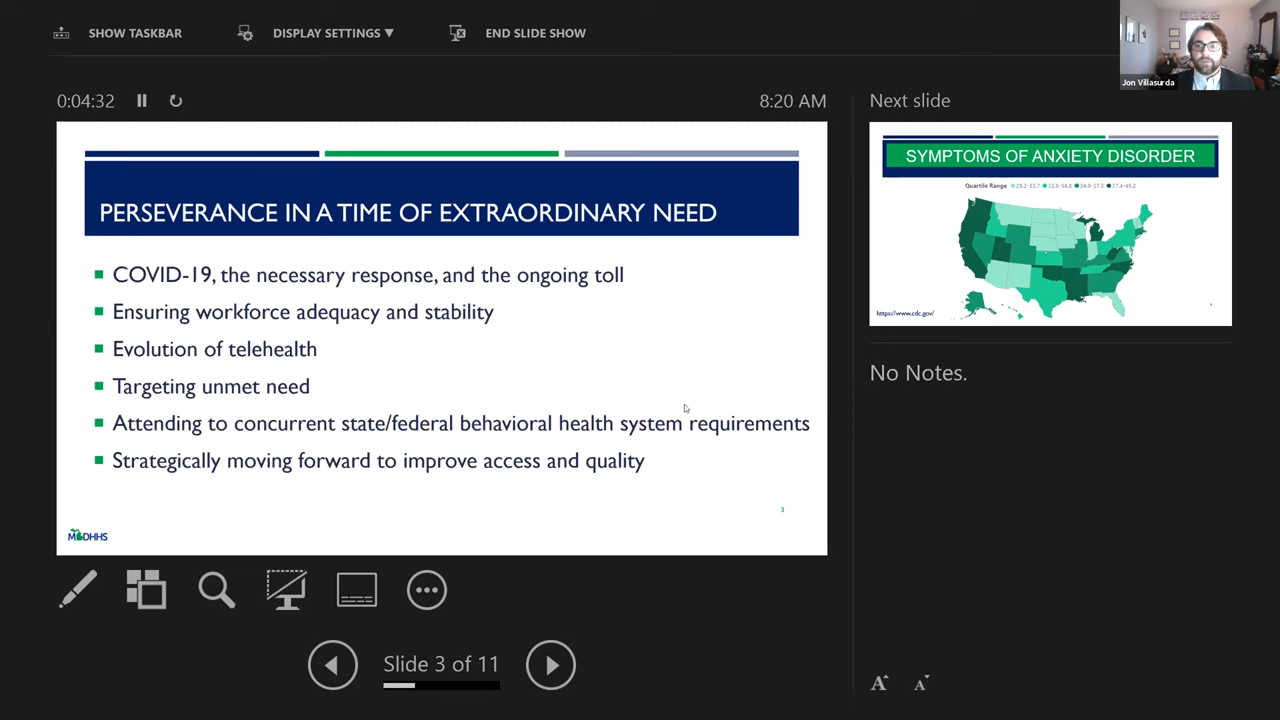 SHOW TASKBAR
DISPLAY SETTINGS ▼
END SLIDE SHOW
Jon Villasurda
0:04:32
8:20 AM
Next slide
PERSEVERANCE IN A TIME OF EXTRAORDINARY NEED
COVID-19, the necessary response, and the ongoing toll
Ensuring workforce adequacy and stability
Evolution of telehealth
Targeting unmet need
Attending to concurrent state/federal behavioral health system requirements
Strategically moving forward to improve access and quality
3
MDHHS
SYMPTOMS OF ANXIETY DISORDER
Quartile Range
https://www.cdc.gov/
No Notes.
Slide 3 of 11
A A